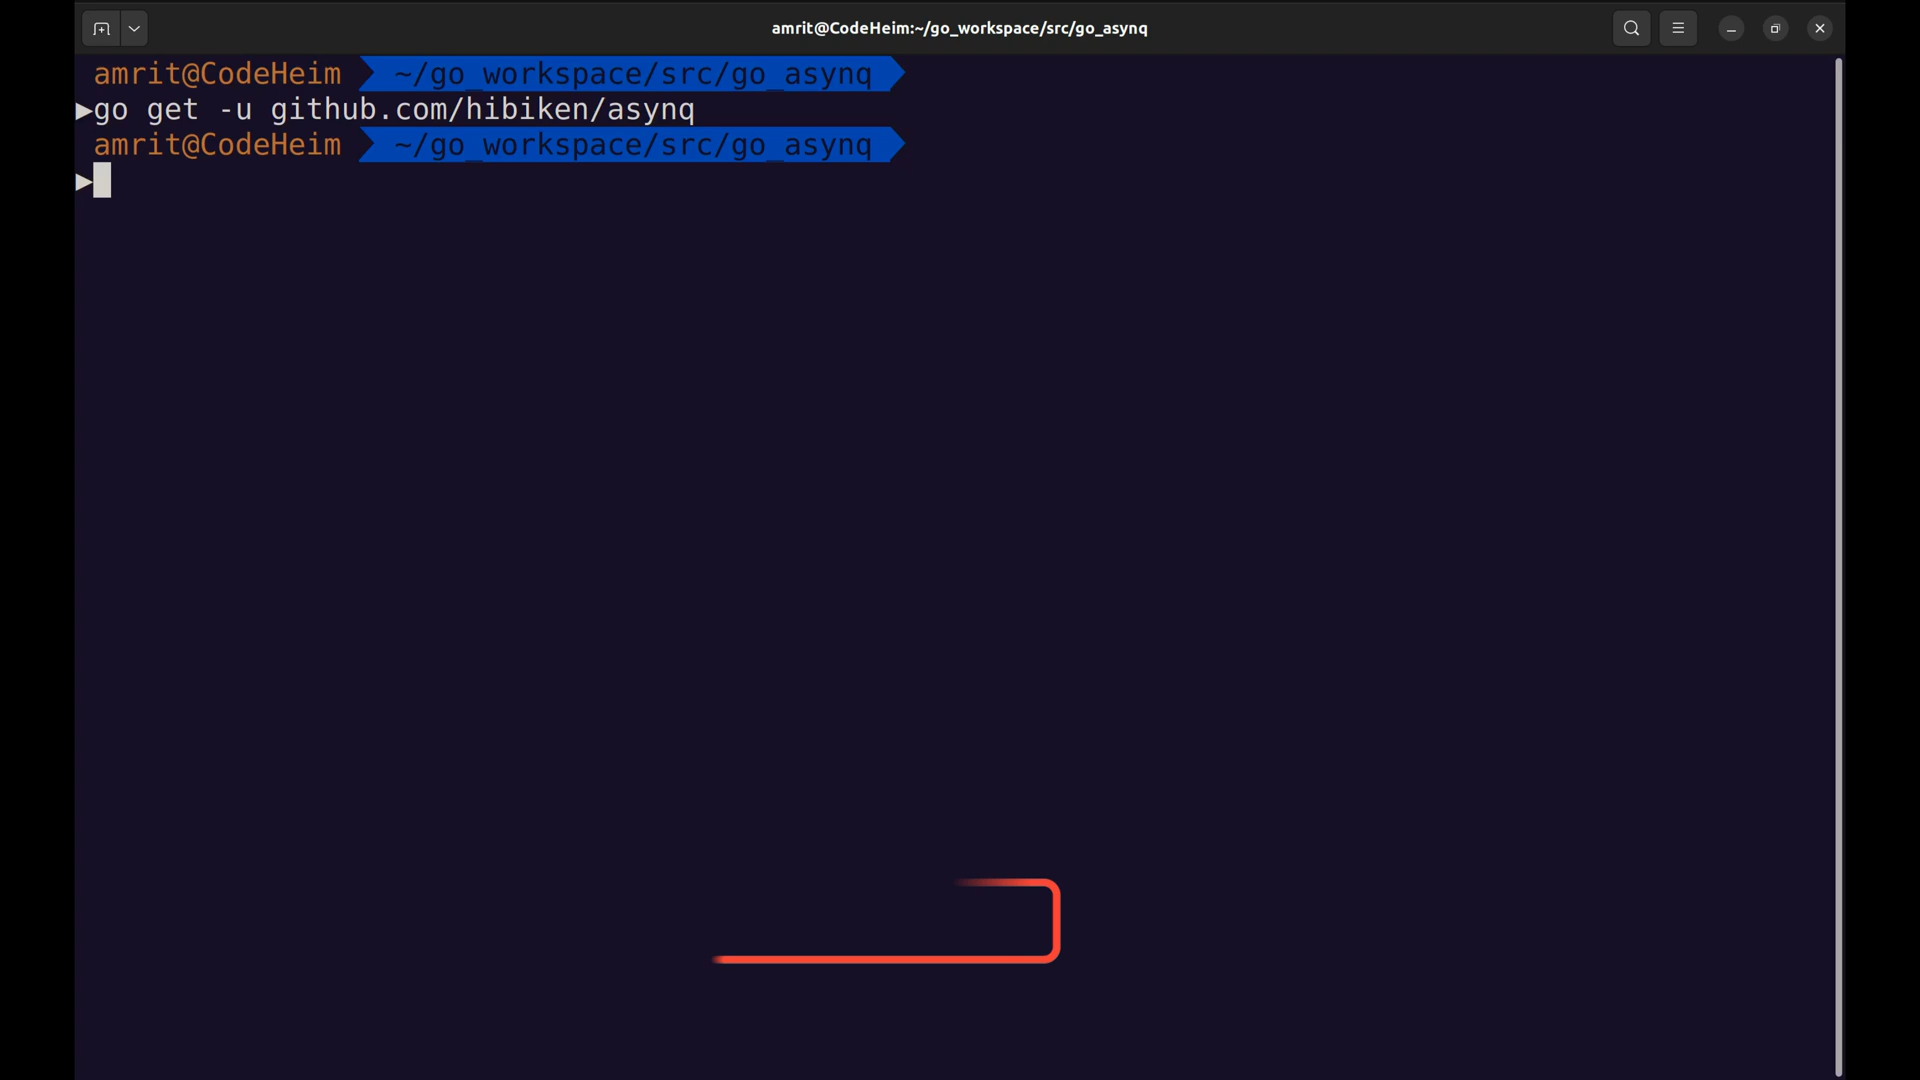 amrit@CodeHeim:~/go_workspace/src/go_asynq
amrit@CodeHeim ~/go_workspace/src/go_asynq
▶go get -u github.com/hibiken/asynq
amrit@CodeHeim ~/go_workspace/src/go_asynq
▶